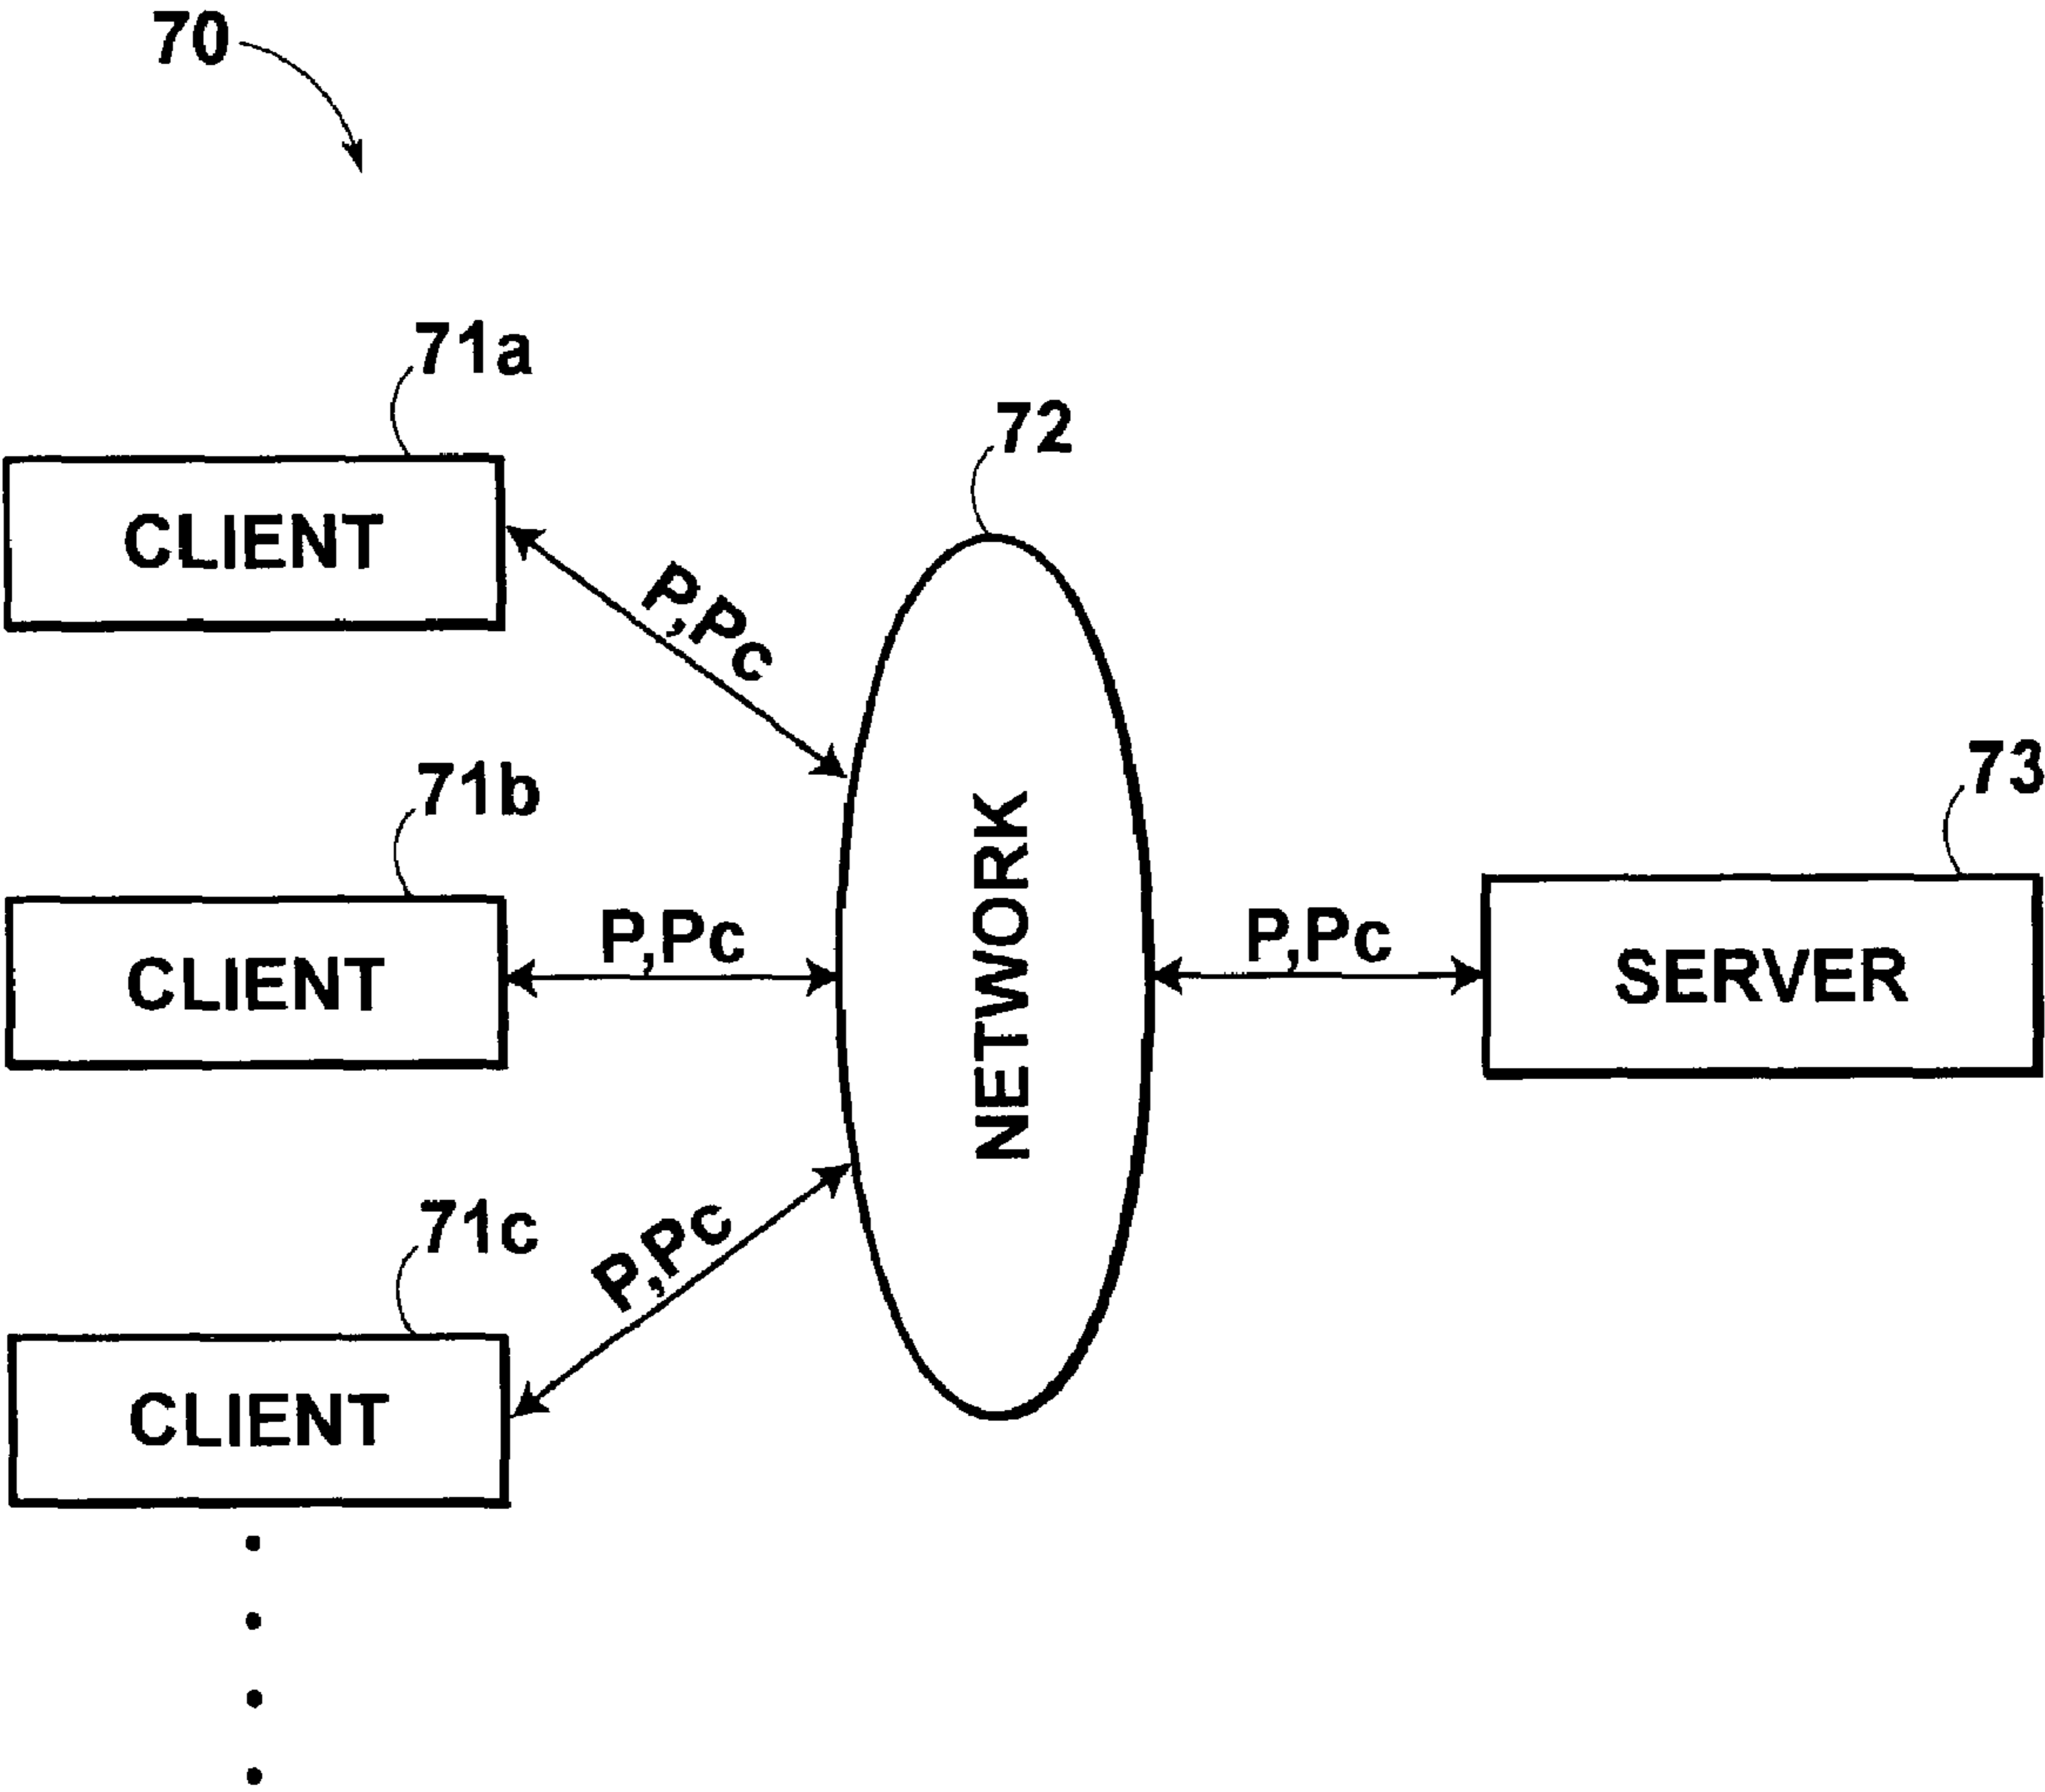 70
71a
CLIENT
P,Pc
72
71b
CLIENT
P,Pc
NETWORK
P,Pc
73
SERVER
71c
CLIENT
P,Pc